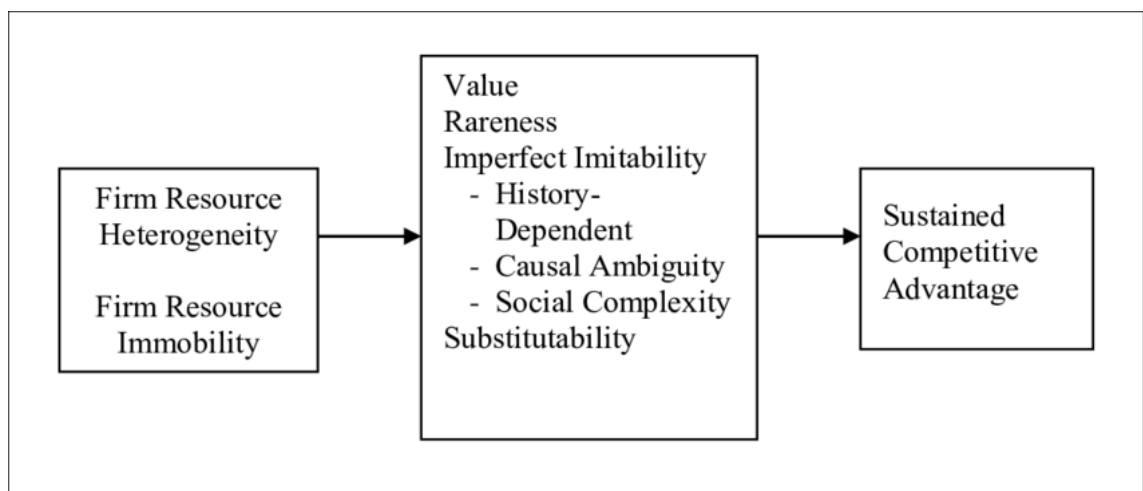 Firm Resource
Heterogeneity
Firm Resource
Immobility
Value
Rareness
Imperfect Imitability
- History-
Dependent
- Causal Ambiguity
- Social Complexity
Substitutability
Sustained
Competitive
Advantage